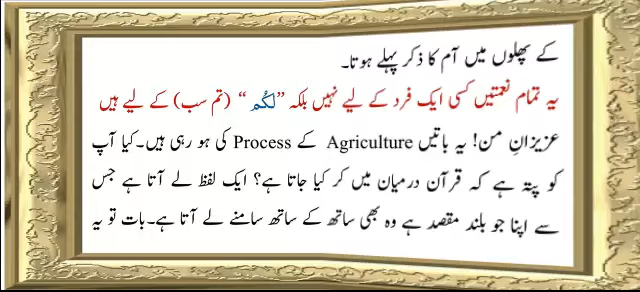 کے پھلوں میں آم کا ذکر پہلے ہوتا۔
یہ تمام نعمتیں کسی ایک فرد کے لیے نہیں بلکہ ”لَکُم“ (تم سب) کے لیے ہیں
عزیزانِ من! یہ باتیں Agriculture کے Process کی ہو رہی ہیں۔ کیا آپ
کو پتہ ہے کہ قرآن درمیان میں کر کیا جاتا ہے؟ ایک لفظ لے آتا ہے جس
سے اپنا جو بلند مقصد ہے وہ بھی ساتھ کے ساتھ سامنے لے آتا ہے۔ بات تو یہ